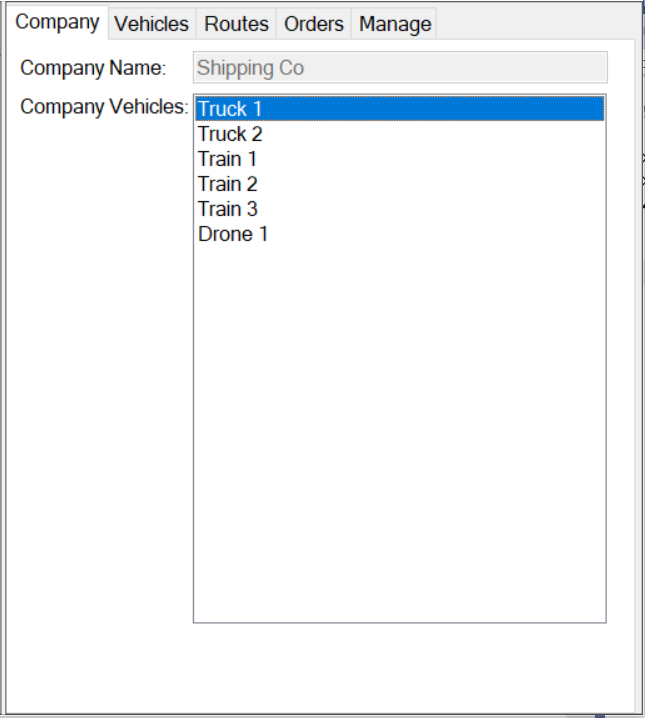 Company Vehicles Routes Orders Manage
Company Name: Shipping Co
Company Vehicles: Truck 1
Truck 2
Train 1
Train 2
Train 3
Drone 1